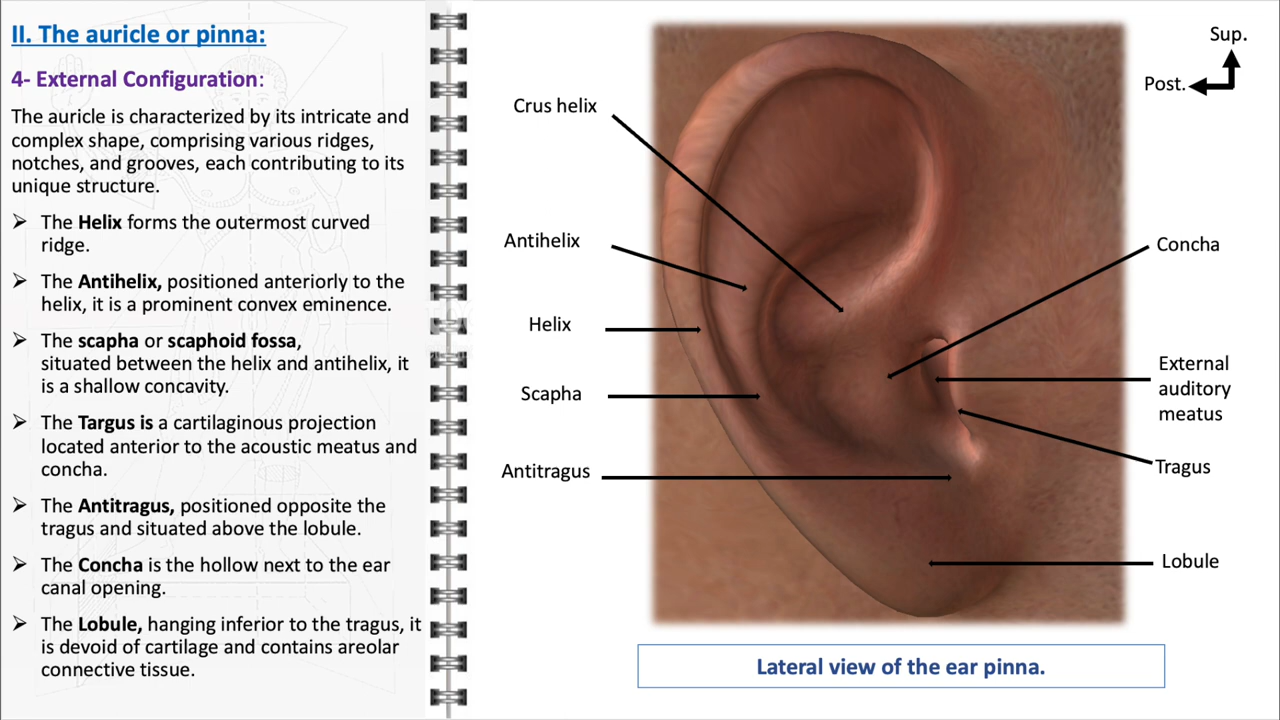 II. The auricle or pinna:
4- External Configuration:
The auricle is characterized by its intricate and
complex shape, comprising various ridges,
notches, and grooves, each contributing to its
unique structure.
➢ The Helix forms the outermost curved
ridge.
➢ The Antihelix, positioned anteriorly to the
helix, it is a prominent convex eminence.
➢ The scapha or scaphoid fossa,
situated between the helix and antihelix, it
is a shallow concavity.
➢ The Targus is a cartilaginous projection
located anterior to the acoustic meatus and
concha.
➢ The Antitragus, positioned opposite the
tragus and situated above the lobule.
➢ The Concha is the hollow next to the ear
canal opening.
➢ The Lobule, hanging inferior to the tragus, it
is devoid of cartilage and contains areolar
connective tissue.
Sup.
Post.
Crus helix
Antihelix
Helix
Scapha
Antitragus
Concha
External
auditory
meatus
Tragus
Lobule
Lateral view of the ear pinna.